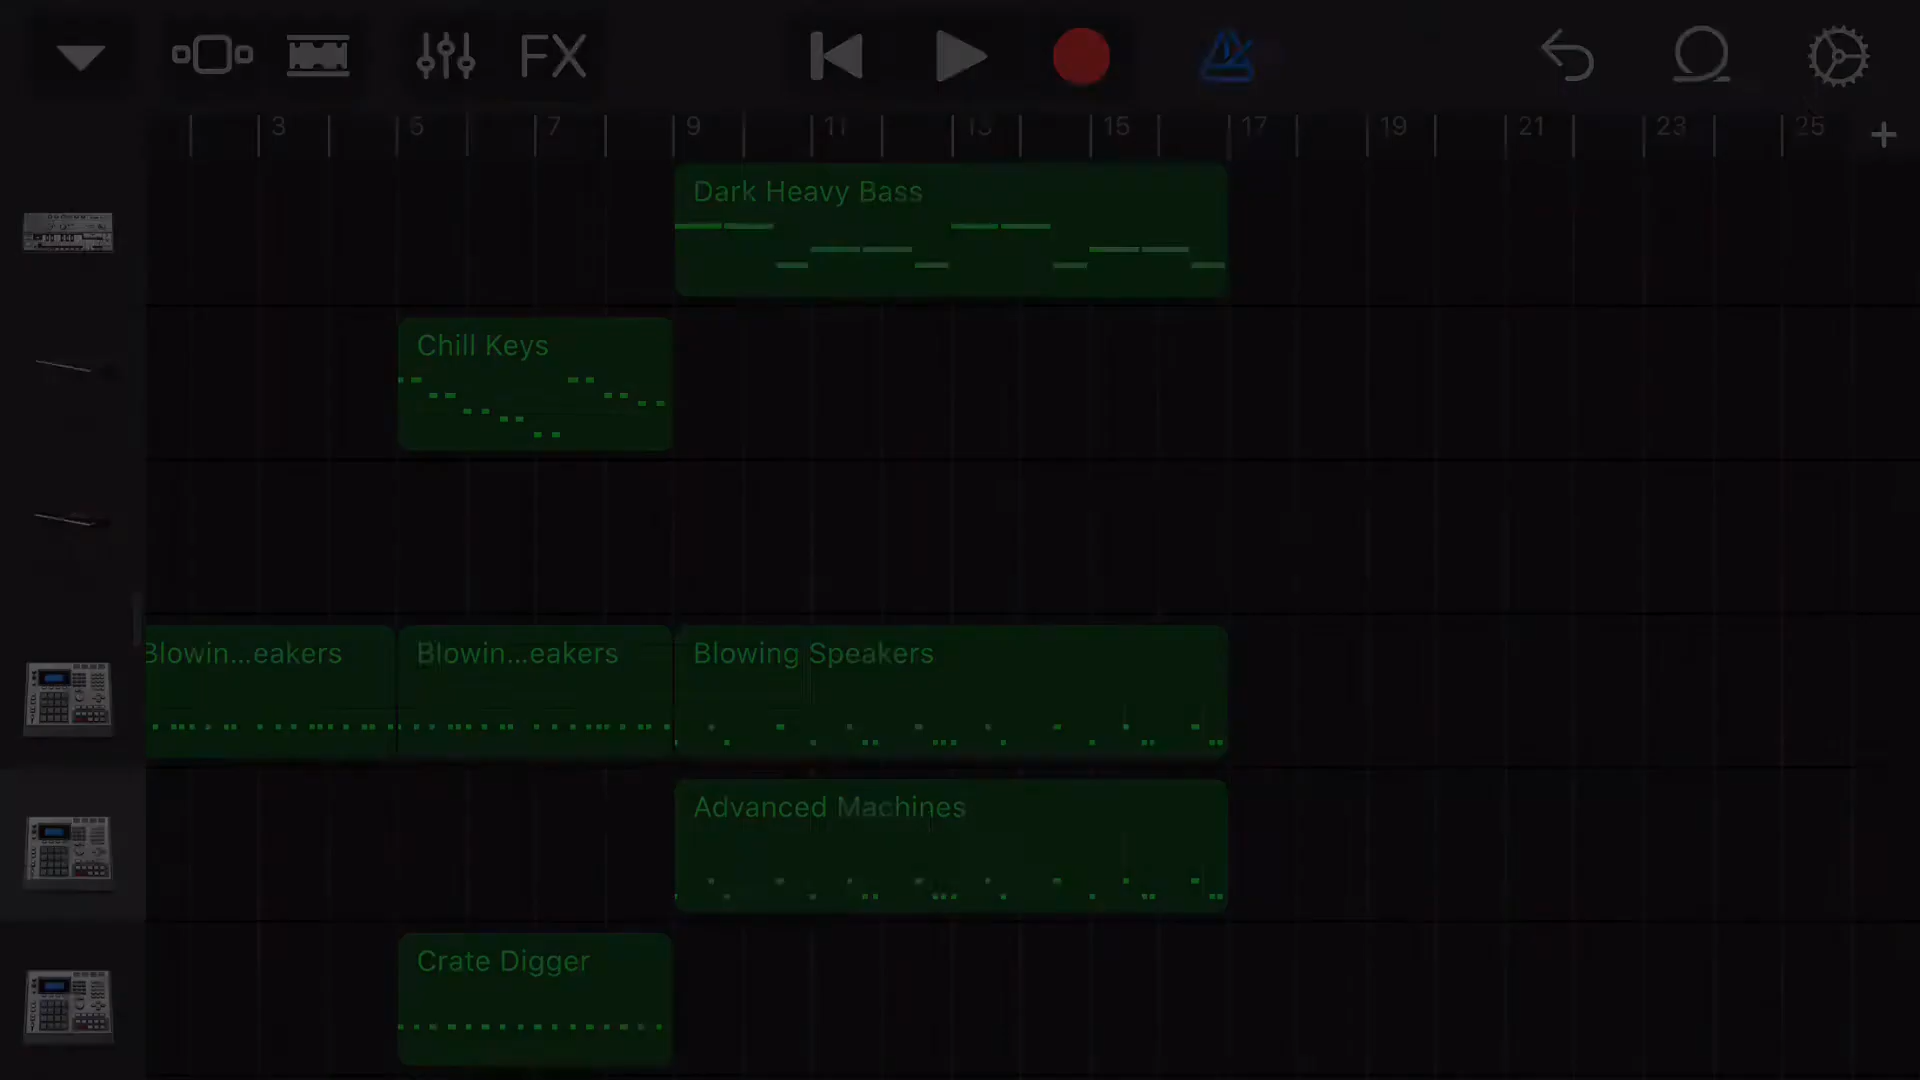 FX
3 5 7 9 11 13 15 17 19 21 23 25 +
Dark Heavy Bass
Chill Keys
Blowin...eakers Blowin...eakers Blowing Speakers
Advanced Machines
Crate Digger